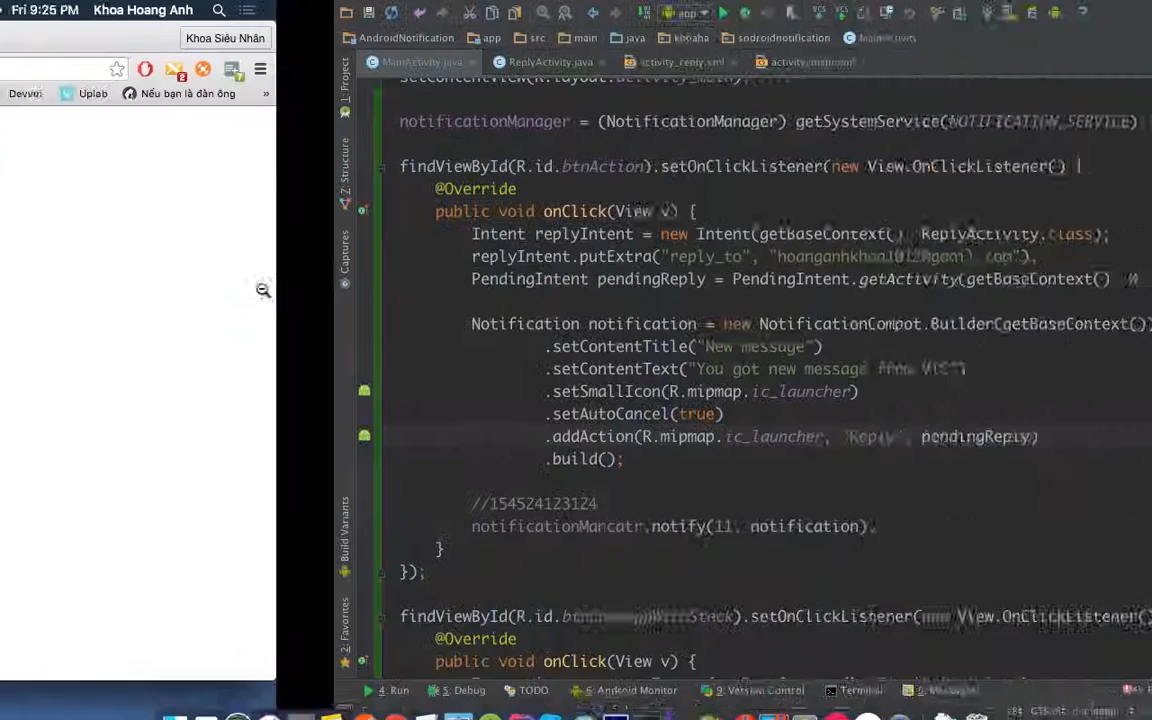 Fri 9:25 PM Khoa Hoang Anh
Khoa Siêu Nhân
Uplab Nếu bạn là đàn ông »
app
AndroidNotification app src main java khoaha sodroidnotification
MainActivity.java ReplyActivity.java activity_reply.xml
1: Project
Z: Structure
Captures
Build Variants
2: Favorites
notificationManager = (NotificationManager) getSystemService(NOTIFICATION_SERVICE)
findViewById(R.id.btnAction).setOnClickListener(new View.OnClickListener()
@Override
public void onClick(View v) {
Intent replyIntent = new Intent(getBaseContext() ReplyActivity.class);
replyIntent.putExtra("reply_to",
PendingIntent pendingReply = PendingIntent.getActivity(getBaseContext()
Notification notification = new
.setContentTitle("New message")
.setContentText("You got new message
.setSmallIcon(R.mipmap.ic_launcher)
.setAutoCancel(true)
.addAction(R.mipmap.ic_launcher, "Reply", pendingReply)
.build();
//154524123124
.notify(11, notification)
}
});
findViewById(R.id. .setOnClickListener( View.OnClickListener()
@Override
public void onClick(View v) {
4: Run 5: Debug TODO 6: Android Monitor 9: Version Control Terminal